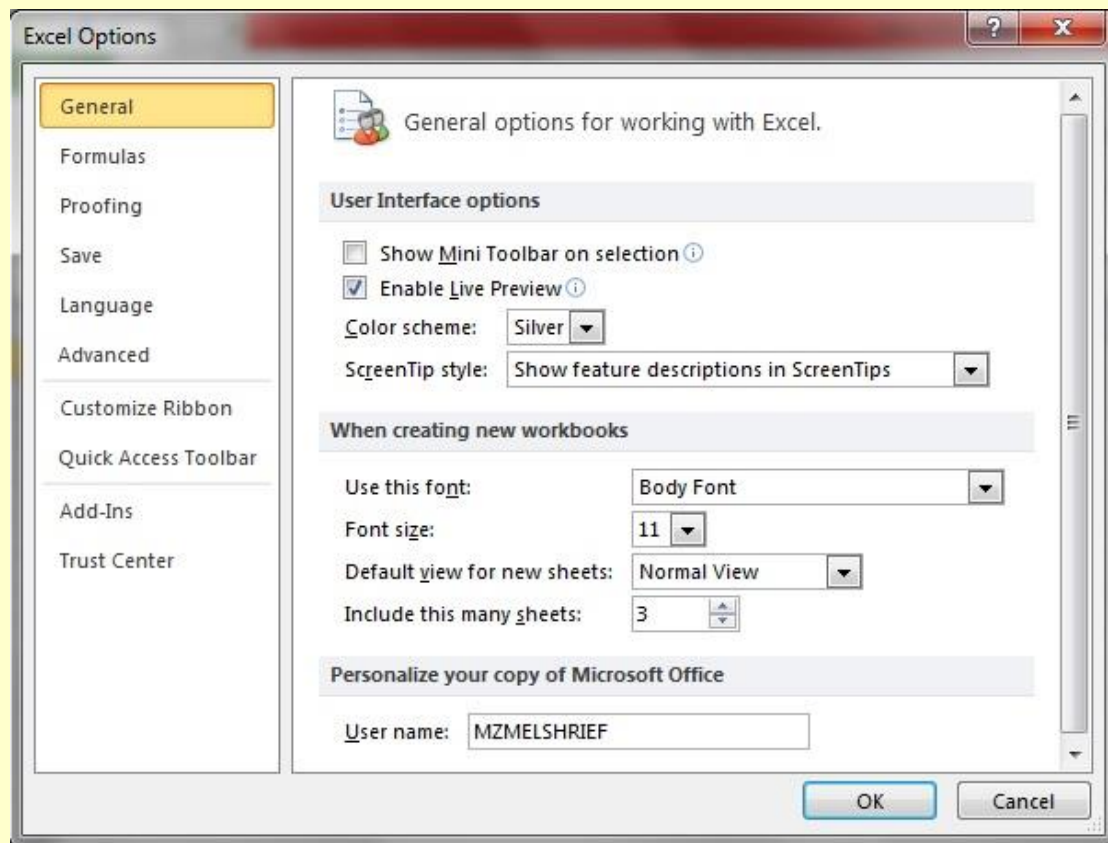 Excel Options
General
Formulas
Proofing
Save
Language
Advanced
Customize Ribbon
Quick Access Toolbar
Add-Ins
Trust Center
General options for working with Excel.
User Interface options
Show Mini Toolbar on selection
Enable Live Preview
Color scheme: Silver
ScreenTip style: Show feature descriptions in ScreenTips
When creating new workbooks
Use this font: Body Font
Font size: 11
Default view for new sheets: Normal View
Include this many sheets: 3
Personalize your copy of Microsoft Office
User name: MZMELSHRIEF
OK Cancel